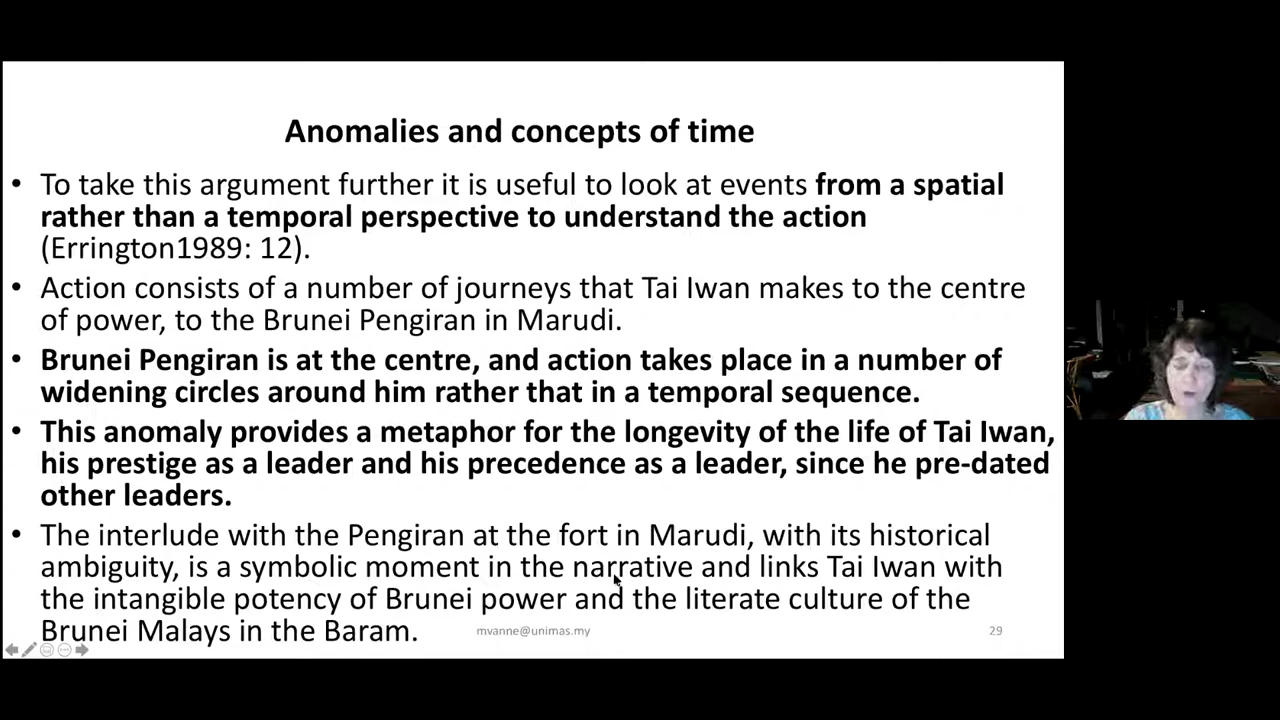 Anomalies and concepts of time
• To take this argument further it is useful to look at events from a spatial
rather than a temporal perspective to understand the action
(Errington1989: 12).
• Action consists of a number of journeys that Tai Iwan makes to the centre
of power, to the Brunei Pengiran in Marudi.
• Brunei Pengiran is at the centre, and action takes place in a number of
widening circles around him rather that in a temporal sequence.
• This anomaly provides a metaphor for the longevity of the life of Tai Iwan,
his prestige as a leader and his precedence as a leader, since he pre-dated
other leaders.
• The interlude with the Pengiran at the fort in Marudi, with its historical
ambiguity, is a symbolic moment in the narrative and links Tai Iwan with
the intangible potency of Brunei power and the literate culture of the
Brunei Malays in the Baram.
mvanne@unimas.my
29